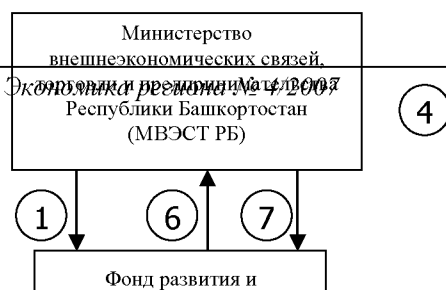 Министерство
внешнеэкономических связей,
торговли и предпринимательства
Экономика региона № 4/2007
Республики Башкортостан
(МВЭСТ РБ)
4
1
6
7
Фонд развития и